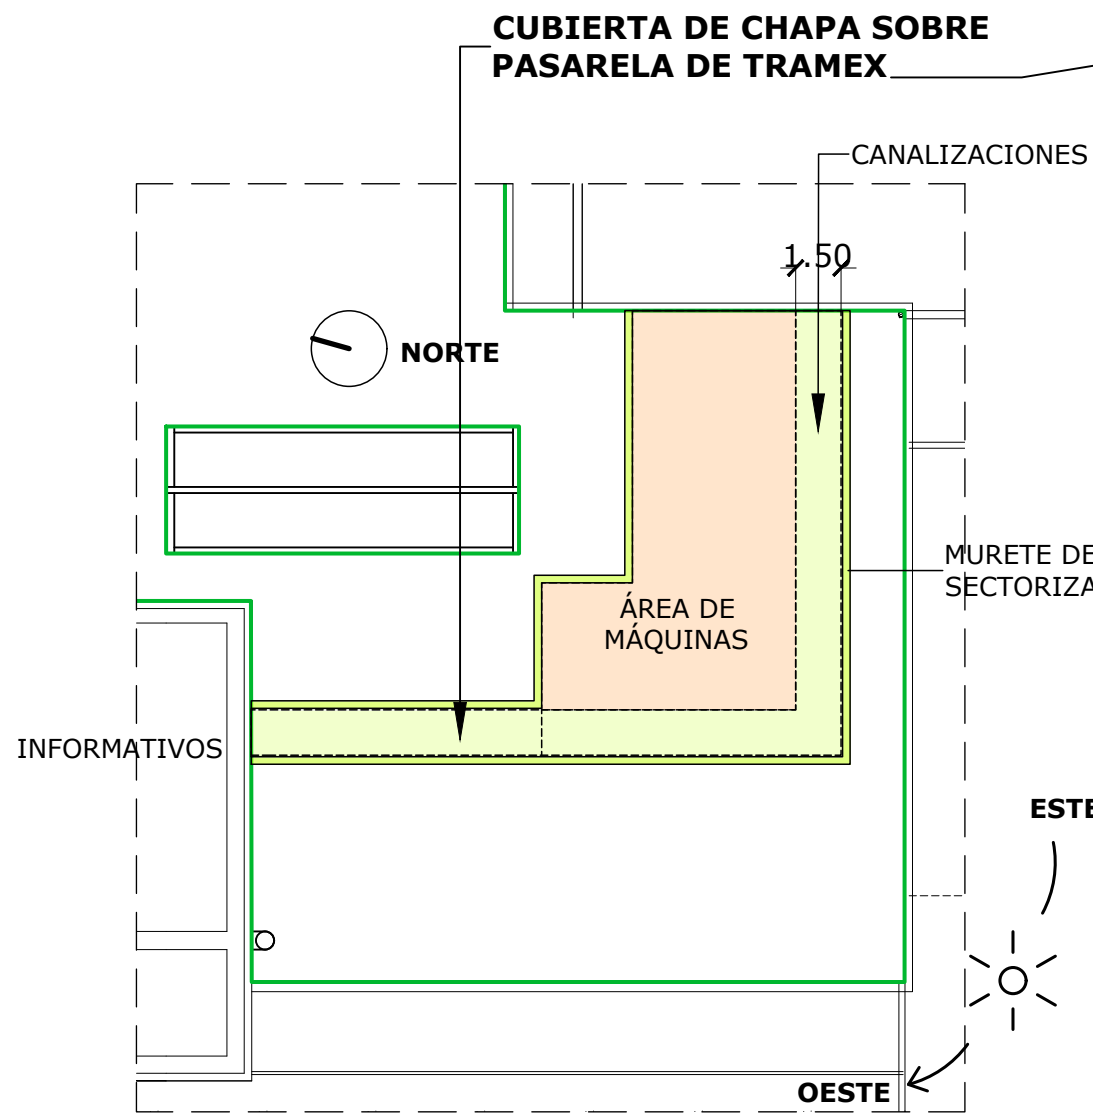 CUBIERTA DE CHAPA SOBRE
PASARELA DE TRAMEX
CANALIZACIONES
1.50
NORTE
MURETE DE
ÁREA DE
MÁQUINAS
INFORMATIVOS
OESTE